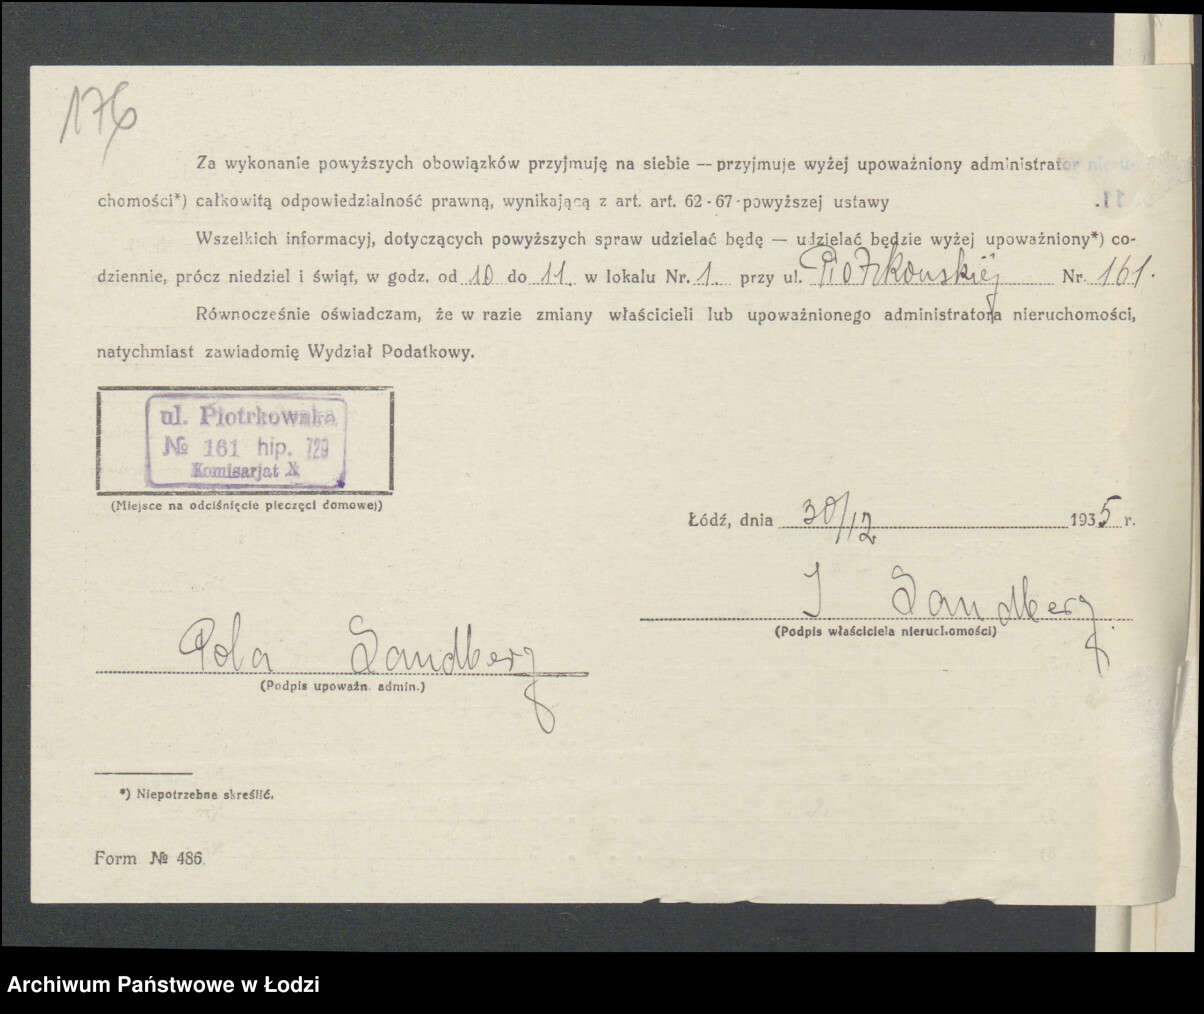 176
Za wykonanie powyższych obowiązków przyjmuję na siebie — przyjmuje wyżej upoważniony administrator nieru-
chomości*) całkowitą odpowiedzialność prawną, wynikającą z art. art. 62 - 67 powyższej ustawy
11.
Wszelkich informacyj, dotyczących powyższych spraw udzielać będę — udzielać będzie wyżej upoważniony*) co-
dziennie, prócz niedziel i świąt, w godz. od 10 do 11 w lokalu Nr. 1. przy ul. Piotrkowskiéj Nr. 161.
Równocześnie oświadczam, że w razie zmiany właścicieli lub upoważnionego administratora nieruchomości,
natychmiast zawiadomię Wydział Podatkowy.
ul. Piotrkowska
№ 161 hip. 729
Komisarjat X
(Miejsce na odciśnięcie pieczęci domowej)
Łódź, dnia 30/12 1935 r.
J Sandberg
(Podpis właściciela nieruchomości)
Pola Sandberg
(Podpis upoważn. admin.)
*) Niepotrzebne skreślić.
Form № 486
Archiwum Państwowe w Łodzi